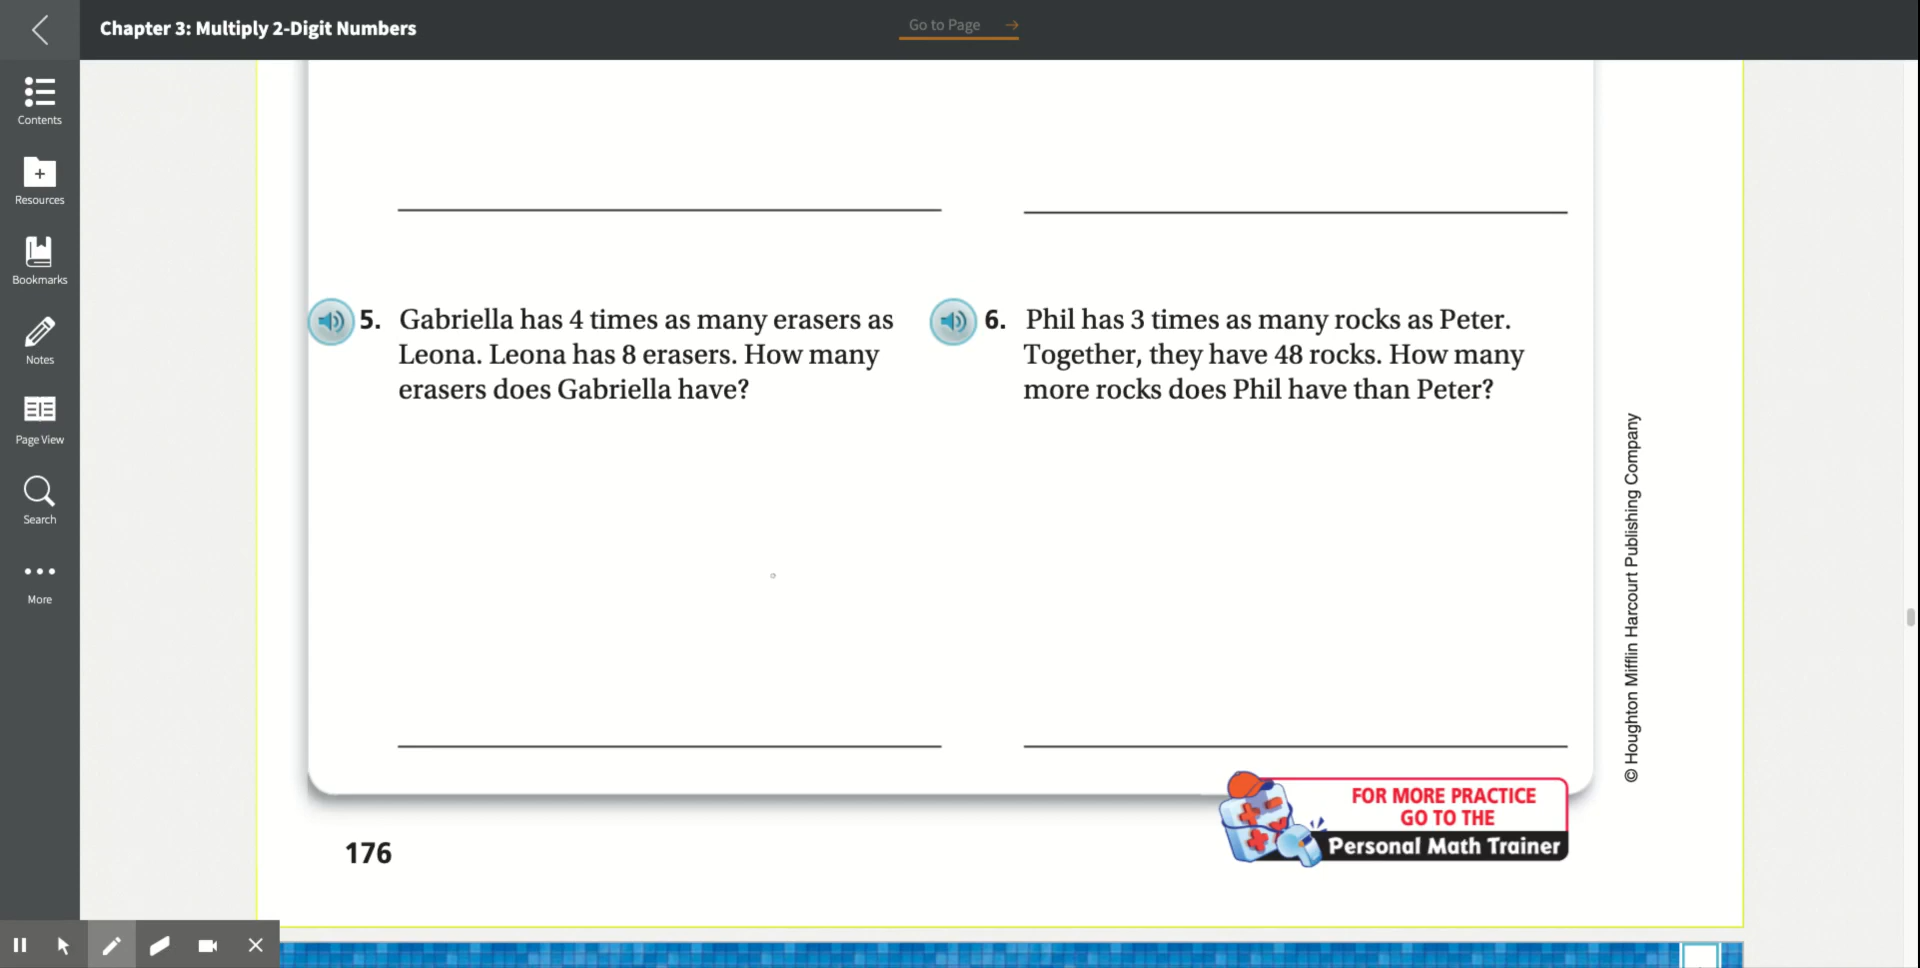 Chapter 3: Multiply 2-Digit Numbers
Go to Page
Contents
Resources
Bookmarks
Notes
Page View
Search
More
5. Gabriella has 4 times as many erasers as
Leona. Leona has 8 erasers. How many
erasers does Gabriella have?
6. Phil has 3 times as many rocks as Peter.
Together, they have 48 rocks. How many
more rocks does Phil have than Peter?
© Houghton Mifflin Harcourt Publishing Company
FOR MORE PRACTICE
GO TO THE
Personal Math Trainer
176